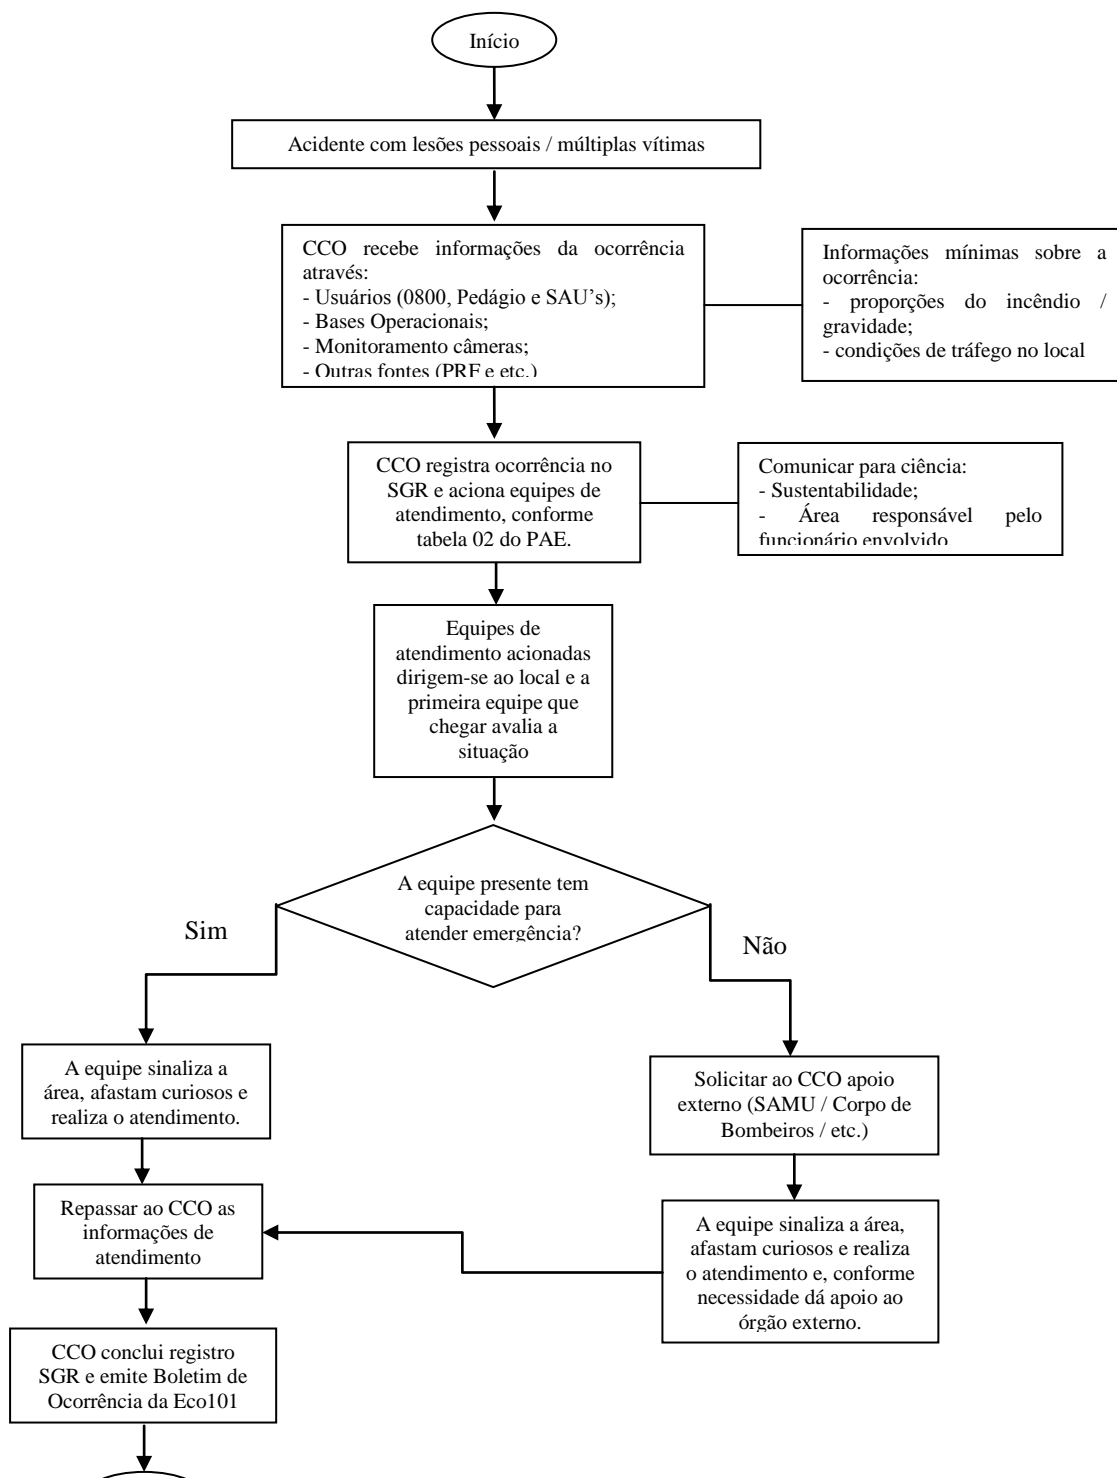 Início
Acidente com lesões pessoais / múltiplas vítimas
CCO recebe informações da ocorrência
através:
- Usuários (0800, Pedágio e SAU's);
- Bases Operacionais;
- Monitoramento câmeras;
- Outras fontes (PRF e etc.)
Informações mínimas sobre a
ocorrência:
- proporções do incêndio /
gravidade;
- condições de tráfego no local
CCO registra ocorrência no
SGR e aciona equipes de
atendimento, conforme
tabela 02 do PAE.
Comunicar para ciência:
- Sustentabilidade;
- Área responsável pelo
funcionário envolvido
Equipes de
atendimento acionadas
dirigem-se ao local e a
primeira equipe que
chegar avalia a
situação
A equipe presente tem
capacidade para
atender emergência?
Sim
Não
A equipe sinaliza a
área, afastam curiosos e
realiza o atendimento.
Solicitar ao CCO apoio
externo (SAMU / Corpo de
Bombeiros / etc.)
Repassar ao CCO as
informações de
atendimento
A equipe sinaliza a área,
afastam curiosos e realiza
o atendimento e, conforme
necessidade dá apoio ao
órgão externo.
CCO conclui registro
SGR e emite Boletim de
Ocorrência da Eco101